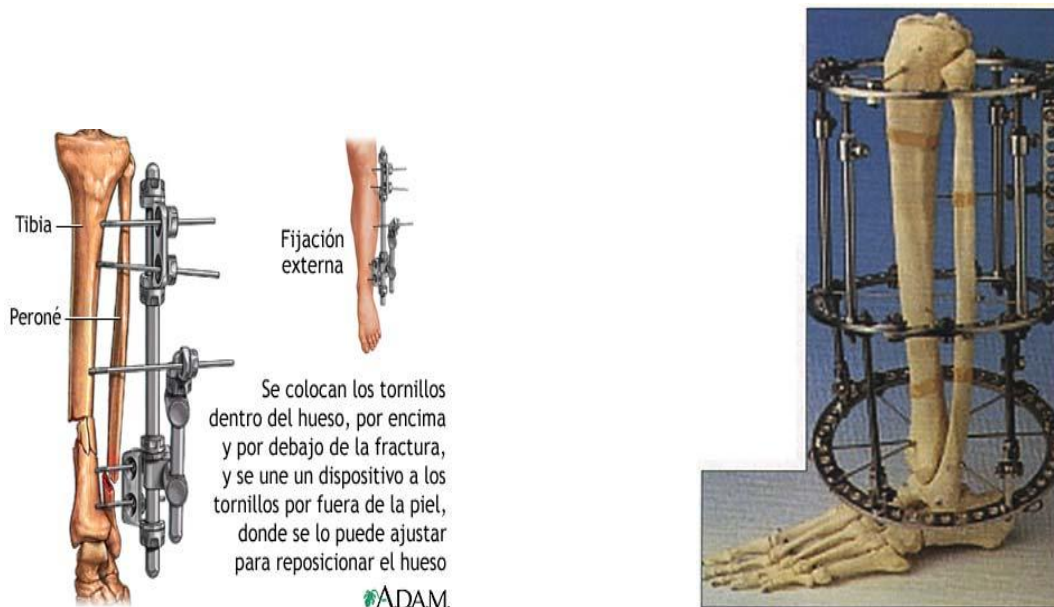 Tibia
Peroné
Fijación
externa
Se colocan los tornillos
dentro del hueso, por encima
y por debajo de la fractura,
y se une un dispositivo a los
tornillos por fuera de la piel,
donde se lo puede ajustar
para reposicionar el hueso
ADAM.